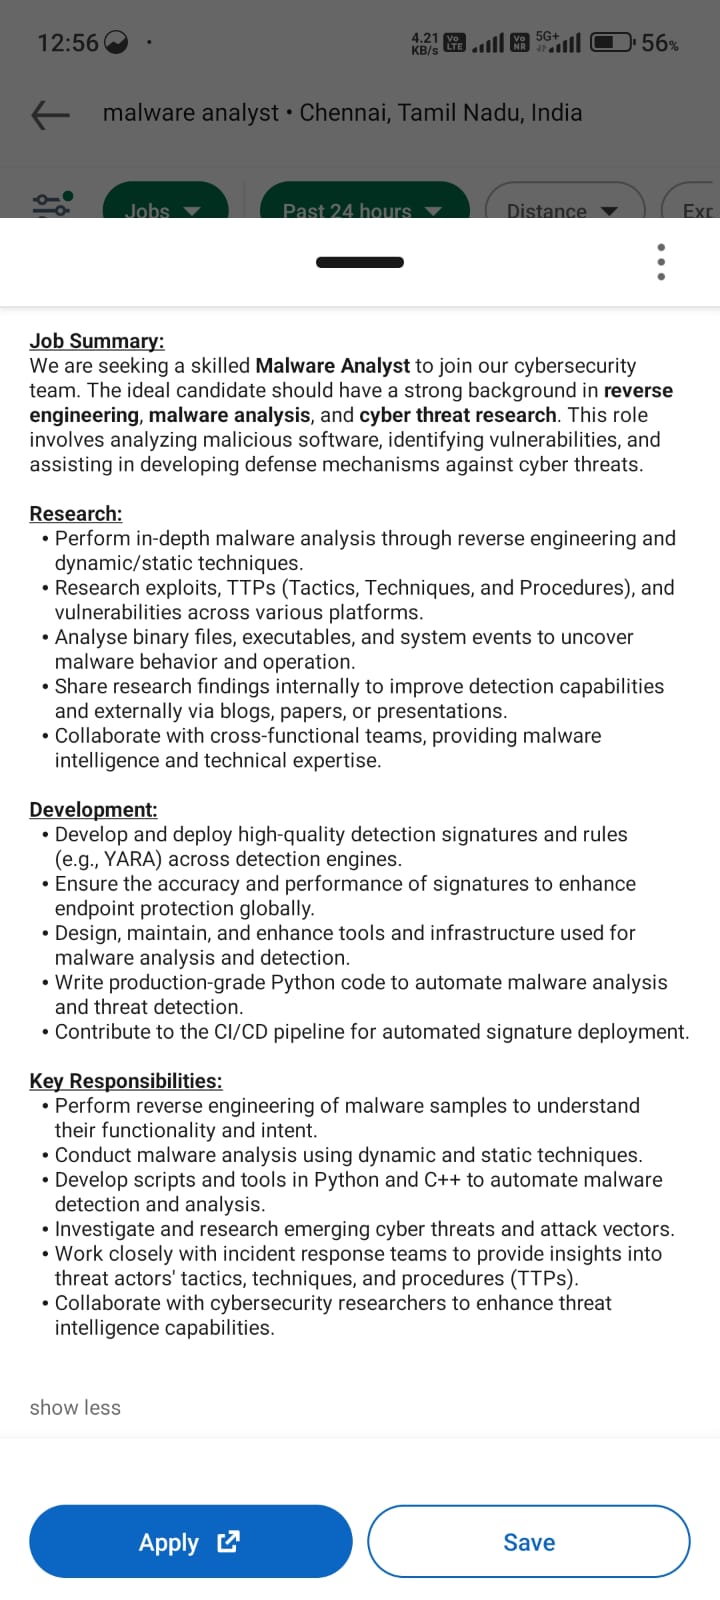 12:56
4.21 KB/s Vo LTE Vo NR 5G+ 56%
malware analyst • Chennai, Tamil Nadu, India
Jobs Past 24 hours Distance Exp
Job Summary:
We are seeking a skilled Malware Analyst to join our cybersecurity
team. The ideal candidate should have a strong background in reverse
engineering, malware analysis, and cyber threat research. This role
involves analyzing malicious software, identifying vulnerabilities, and
assisting in developing defense mechanisms against cyber threats.
Research:
• Perform in-depth malware analysis through reverse engineering and
dynamic/static techniques.
• Research exploits, TTPs (Tactics, Techniques, and Procedures), and
vulnerabilities across various platforms.
• Analyse binary files, executables, and system events to uncover
malware behavior and operation.
• Share research findings internally to improve detection capabilities
and externally via blogs, papers, or presentations.
• Collaborate with cross-functional teams, providing malware
intelligence and technical expertise.
Development:
• Develop and deploy high-quality detection signatures and rules
(e.g., YARA) across detection engines.
• Ensure the accuracy and performance of signatures to enhance
endpoint protection globally.
• Design, maintain, and enhance tools and infrastructure used for
malware analysis and detection.
• Write production-grade Python code to automate malware analysis
and threat detection.
• Contribute to the CI/CD pipeline for automated signature deployment.
Key Responsibilities:
• Perform reverse engineering of malware samples to understand
their functionality and intent.
• Conduct malware analysis using dynamic and static techniques.
• Develop scripts and tools in Python and C++ to automate malware
detection and analysis.
• Investigate and research emerging cyber threats and attack vectors.
• Work closely with incident response teams to provide insights into
threat actors' tactics, techniques, and procedures (TTPs).
• Collaborate with cybersecurity researchers to enhance threat
intelligence capabilities.
show less
Apply Save